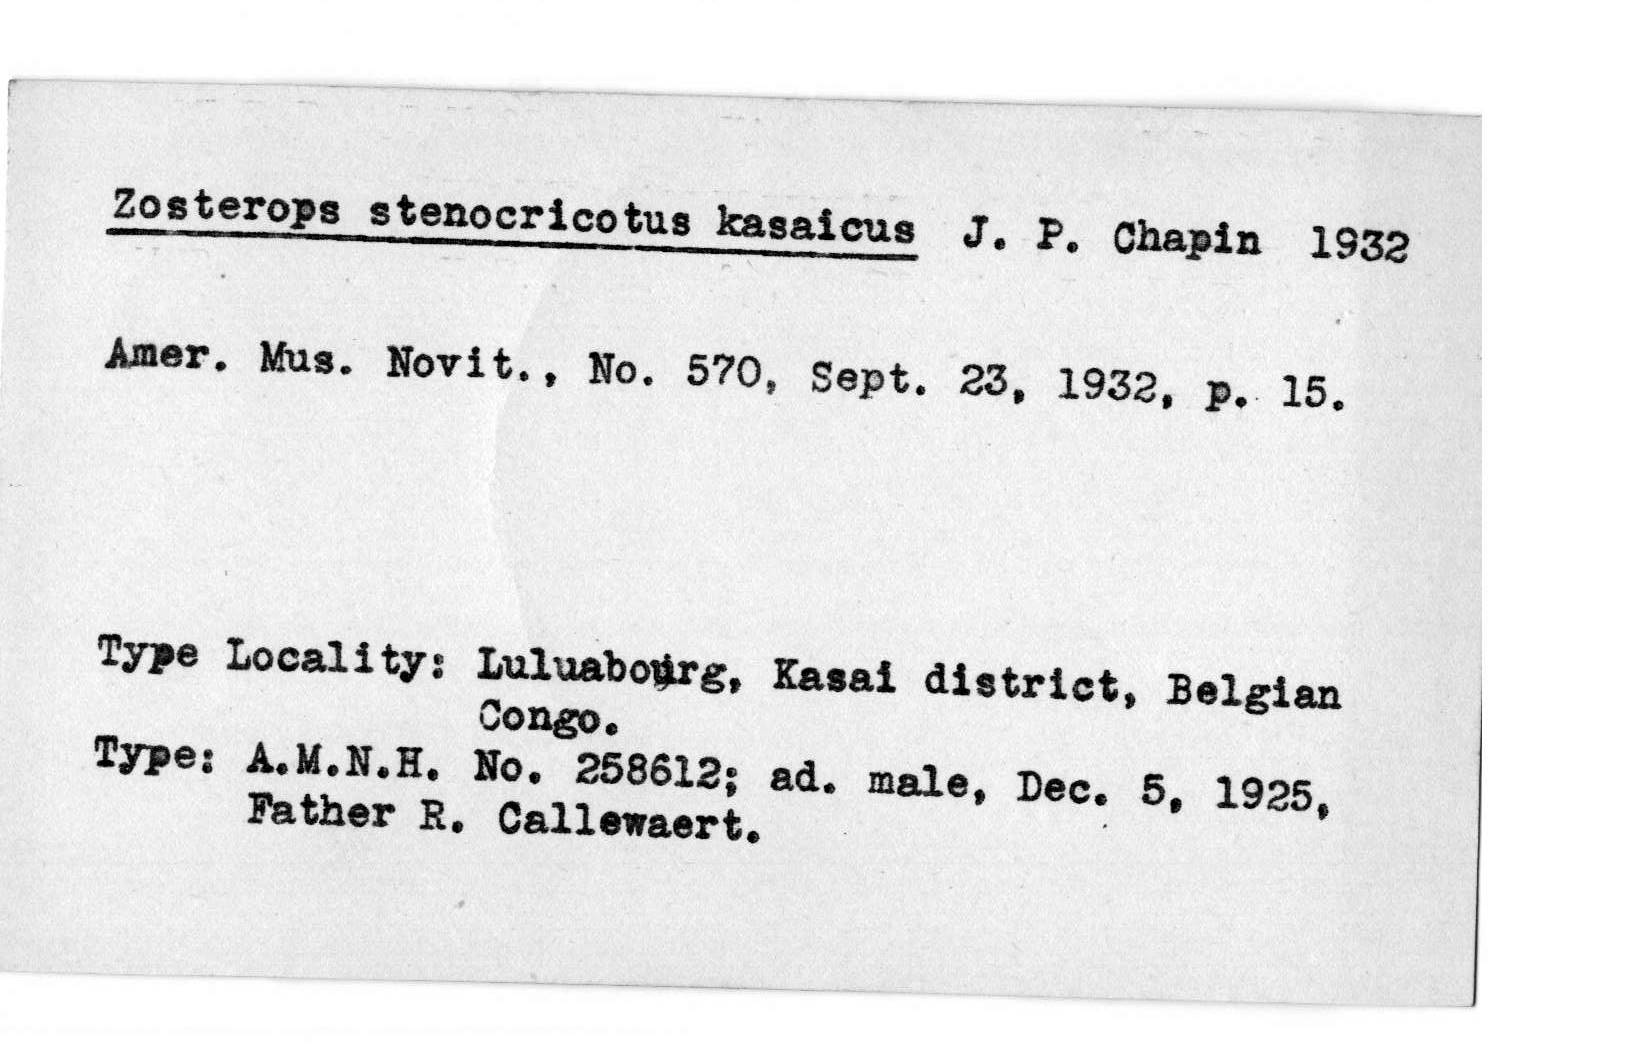 Zosterops stenocricotus kasaicus J. P. Chapin 1932
Amer. Mus. Novit., No. 570, Sept. 23, 1932, p. 15.
Type Locality: Luluabourg, Kasai district, Belgian
Congo.
Type: A.M.N.H. No. 258612; ad. male, Dec. 5, 1925,
Father R. Callewaert.